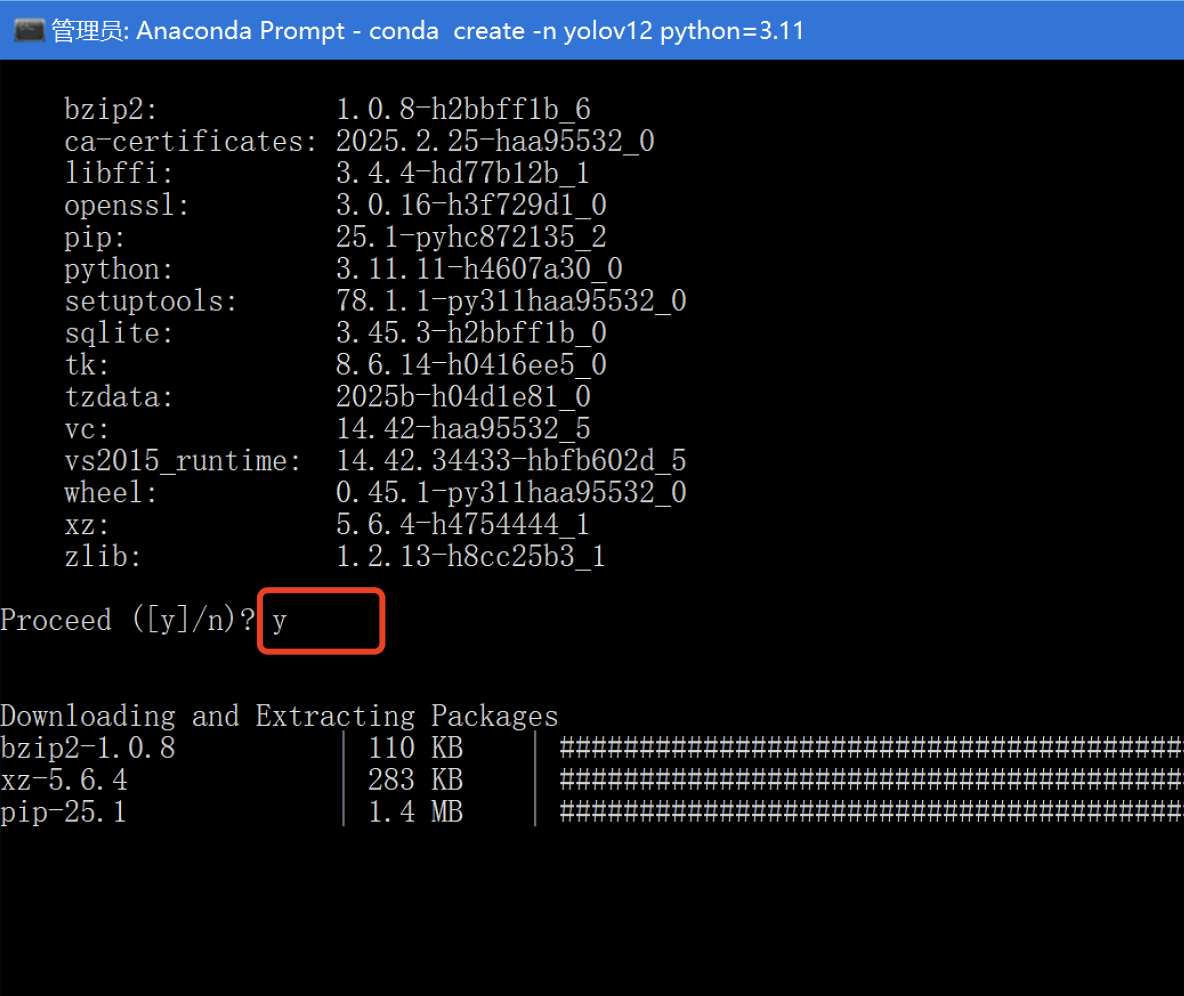 管理员: Anaconda Prompt - conda  create -n yolov12 python=3.11
bzip2: 1.0.8-h2bbff1b_6
ca-certificates: 2025.2.25-haa95532_0
libffi: 3.4.4-hd77b12b_1
openssl: 3.0.16-h3f729d1_0
pip: 25.1-pyhc872135_2
python: 3.11.11-h4607a30_0
setuptools: 78.1.1-py311haa95532_0
sqlite: 3.45.3-h2bbff1b_0
tk: 8.6.14-h0416ee5_0
tzdata: 2025b-h04d1e81_0
vc: 14.42-haa95532_5
vs2015_runtime: 14.42.34433-hbfb602d_5
wheel: 0.45.1-py311haa95532_0
xz: 5.6.4-h4754444_1
zlib: 1.2.13-h8cc25b3_1
Proceed ([y]/n)? y
Downloading and Extracting Packages
bzip2-1.0.8 | 110 KB | #######################################
xz-5.6.4 | 283 KB | #######################################
pip-25.1 | 1.4 MB | #######################################